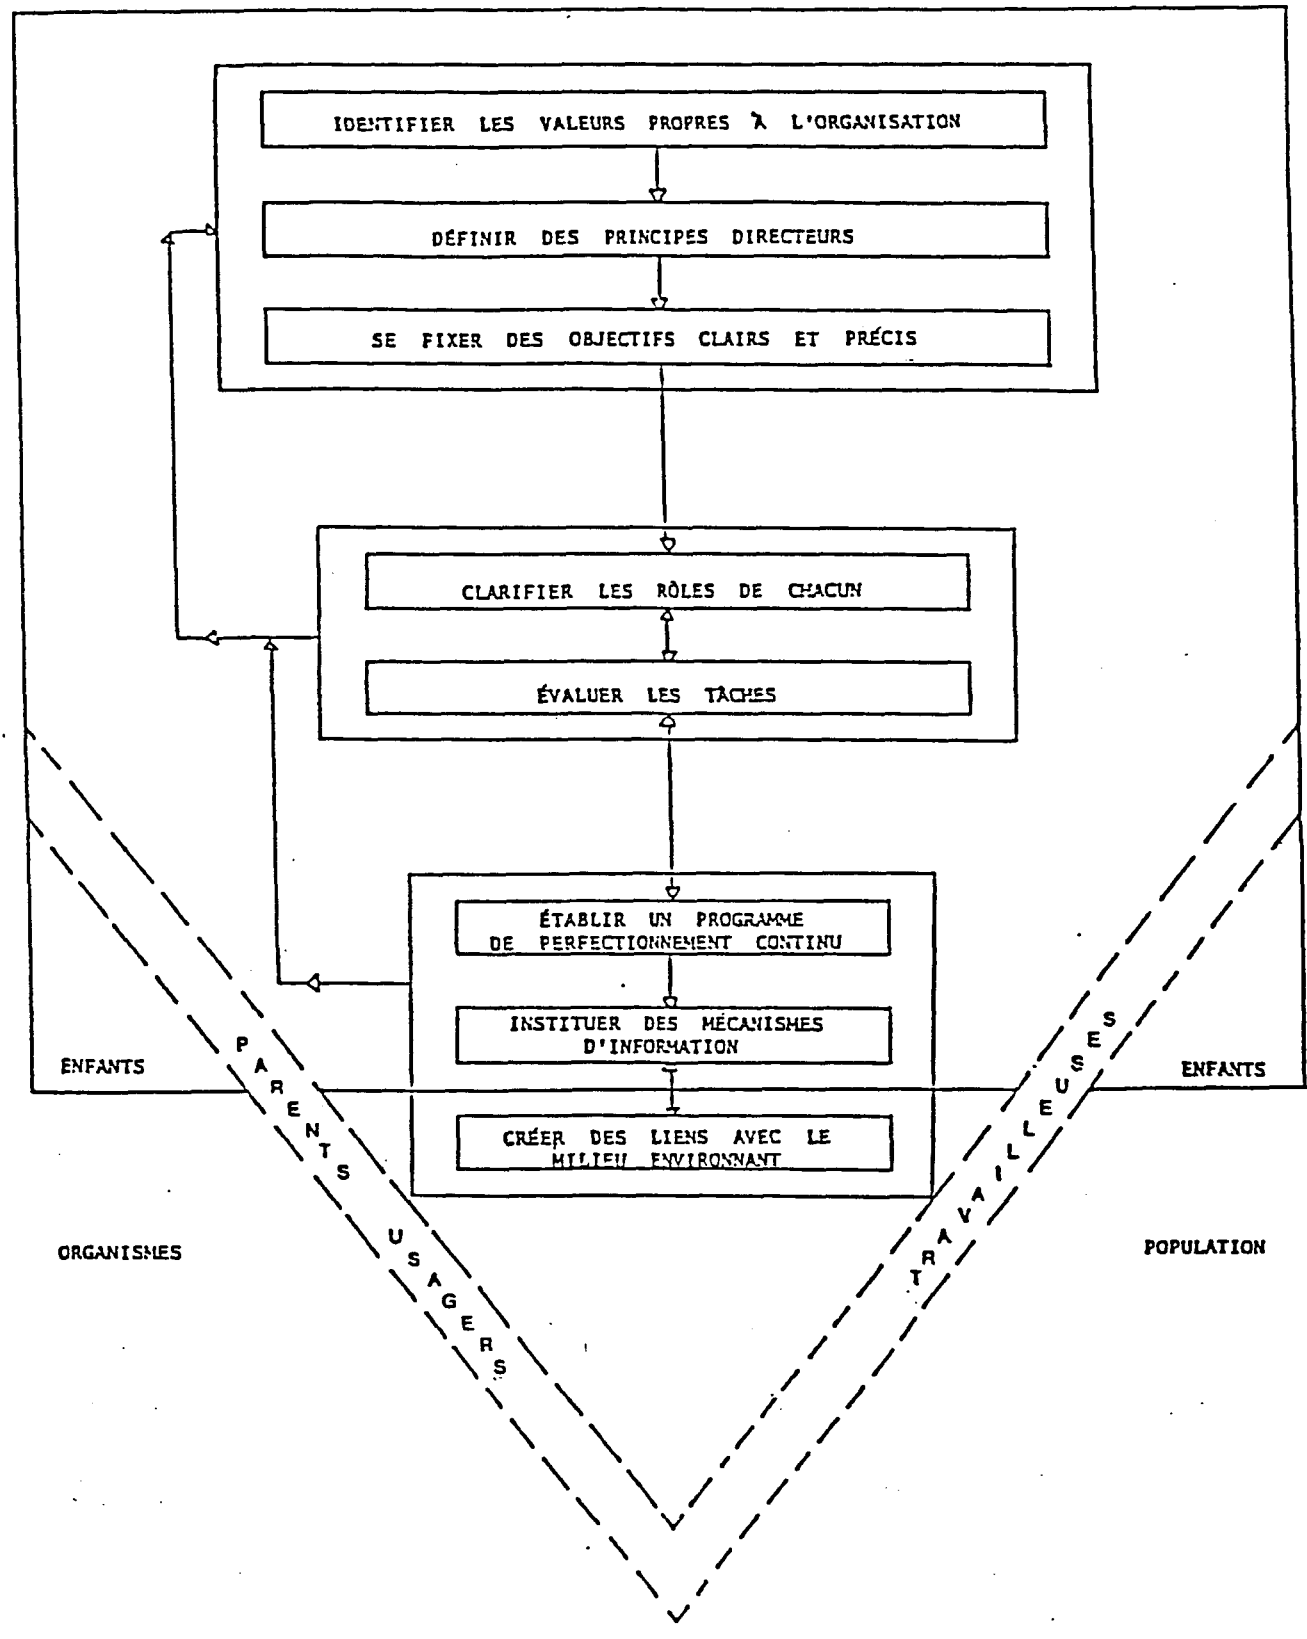 IDENTIFIER LES VALEURS PROPRES À L'ORGANISATION
DÉFINIR DES PRINCIPES DIRECTEURS
SE FIXER DES OBJECTIFS CLAIRS ET PRÉCIS
CLARIFIER LES RÔLES DE CHACUN
ÉVALUER LES TÂCHES
ÉTABLIR UN PROGRAMME
DE PERFECTIONNEMENT CONTINU
INSTITUER DES MÉCANISMES
D'INFORMATION
CRÉER DES LIENS AVEC LE
MILIEU ENVIRONNANT
ENFANTS
PARENTS USAGERS
TRAVAILLEUSES
ENFANTS
ORGANISMES
POPULATION